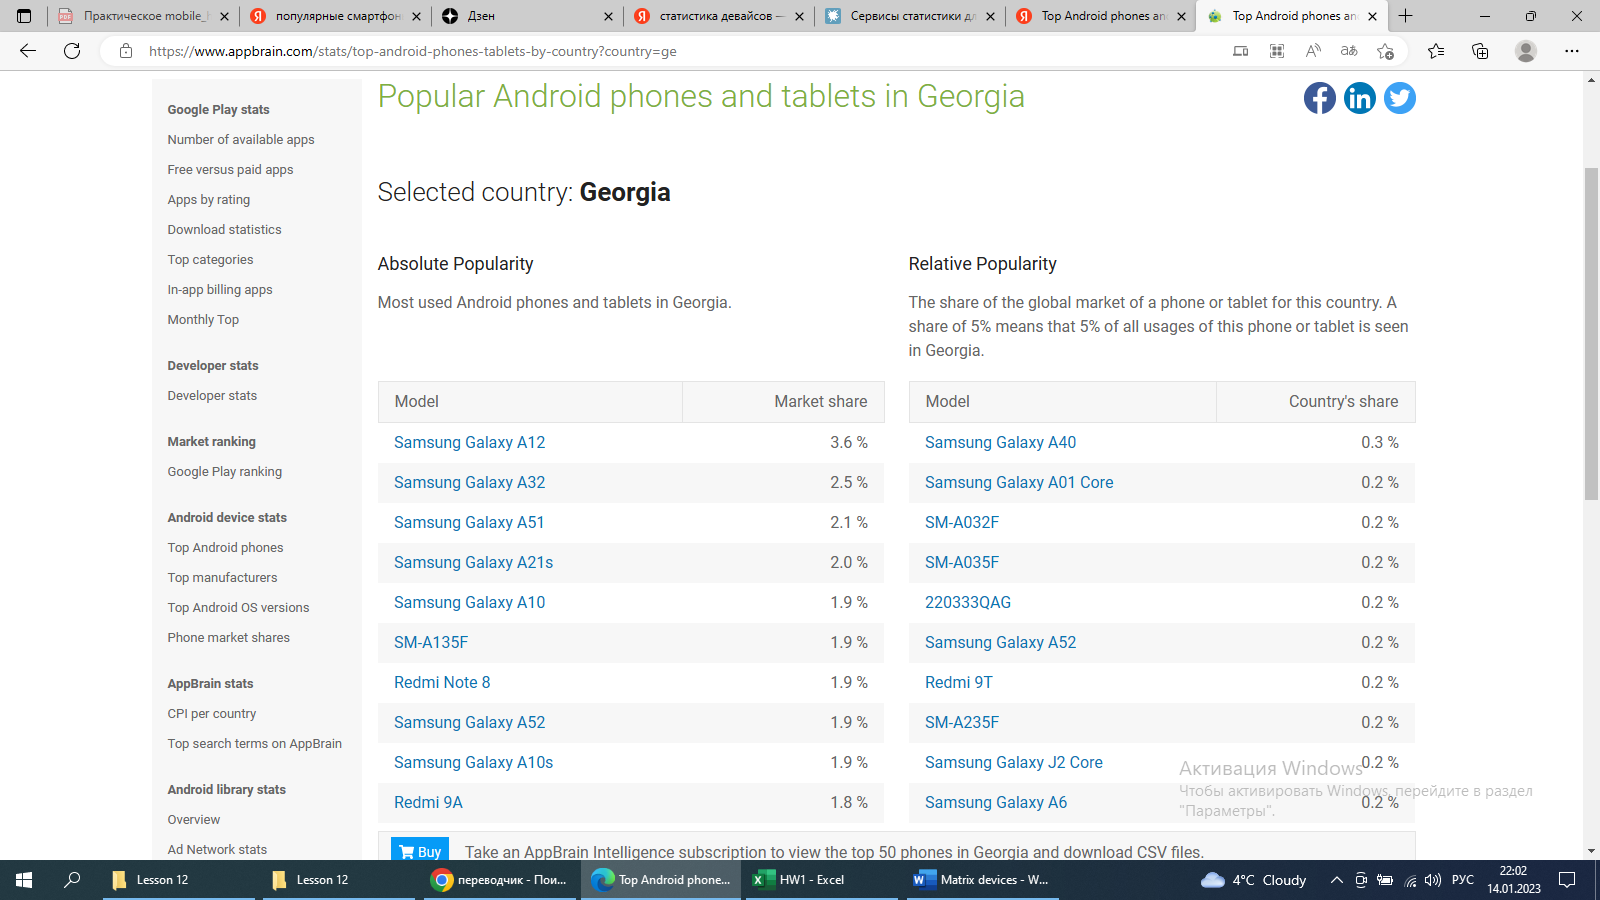 Практическое mobile_h
популярные смартфон
Дзен
статистика девайсов —
Сервисы статистики дл
Top Android phones an
Top Android phones an
https://www.appbrain.com/stats/top-android-phones-tablets-by-country?country=ge
Google Play stats
Number of available apps
Free versus paid apps
Apps by rating
Download statistics
Top categories
In-app billing apps
Monthly Top
Developer stats
Developer stats
Market ranking
Google Play ranking
Android device stats
Top Android phones
Top manufacturers
Top Android OS versions
Phone market shares
AppBrain stats
CPI per country
Top search terms on AppBrain
Android library stats
Overview
Ad Network stats
Popular Android phones and tablets in Georgia
Selected country: Georgia
Absolute Popularity
Most used Android phones and tablets in Georgia.
Model Market share
Samsung Galaxy A12 3.6 %
Samsung Galaxy A32 2.5 %
Samsung Galaxy A51 2.1 %
Samsung Galaxy A21s 2.0 %
Samsung Galaxy A10 1.9 %
SM-A135F 1.9 %
Redmi Note 8 1.9 %
Samsung Galaxy A52 1.9 %
Samsung Galaxy A10s 1.9 %
Redmi 9A 1.8 %
Relative Popularity
The share of the global market of a phone or tablet for this country. A
share of 5% means that 5% of all usages of this phone or tablet is seen
in Georgia.
Model Country's share
Samsung Galaxy A40 0.3 %
Samsung Galaxy A01 Core 0.2 %
SM-A032F 0.2 %
SM-A035F 0.2 %
220333QAG 0.2 %
Samsung Galaxy A52 0.2 %
Redmi 9T 0.2 %
SM-A235F 0.2 %
Samsung Galaxy J2 Core 0.2 %
Samsung Galaxy A6 0.2 %
Buy Take an AppBrain Intelligence subscription to view the top 50 phones in Georgia and download CSV files.
Активация Windows
Чтобы активировать Windows, перейдите в раздел
"Параметры".
Lesson 12
Lesson 12
переводчик - Пои...
Top Android phone...
HW1 - Excel
Matrix devices - W...
4°C Cloudy
РУС
22:02
14.01.2023